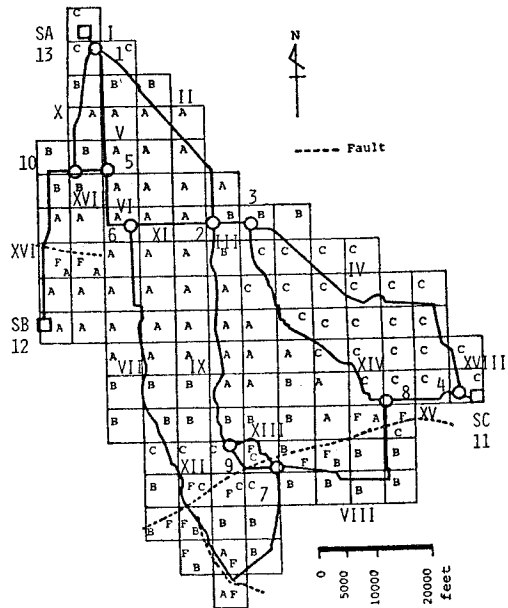 SA I
13 C 1 C
N
B B
X A A II A
V
B B A A A
10 5
Fault
B B A A A A
XVI 3
A VI A A B B B
6 XI 2 III
XVI A A A A B C C C C
F F A IV
A A
A A A A A C C C C C C
SB
12 A A A A A B C C C C C C
A A A A A C C C C C
VII IX XIV XVIII
B B A A B A C C C C
8 4
B B B B B B A F XV SC
XIII C 11
C C C C F F B B
XII 9
B F C F C 7 B B B B
VIII
B F F B B
F A B
B F
A F
0
5000
10000
20000
feet